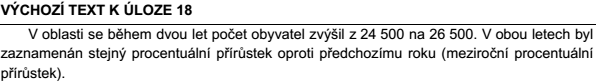 VÝCHOZÍ TEXT K ÚLOZE 18
V oblasti se během dvou let počet obyvatel zvýšil z 24 500 na 26 500. V obou letech byl
zaznamenán stejný procentuální přírůstek oproti předchozímu roku (meziroční procentuální
přírůstek).